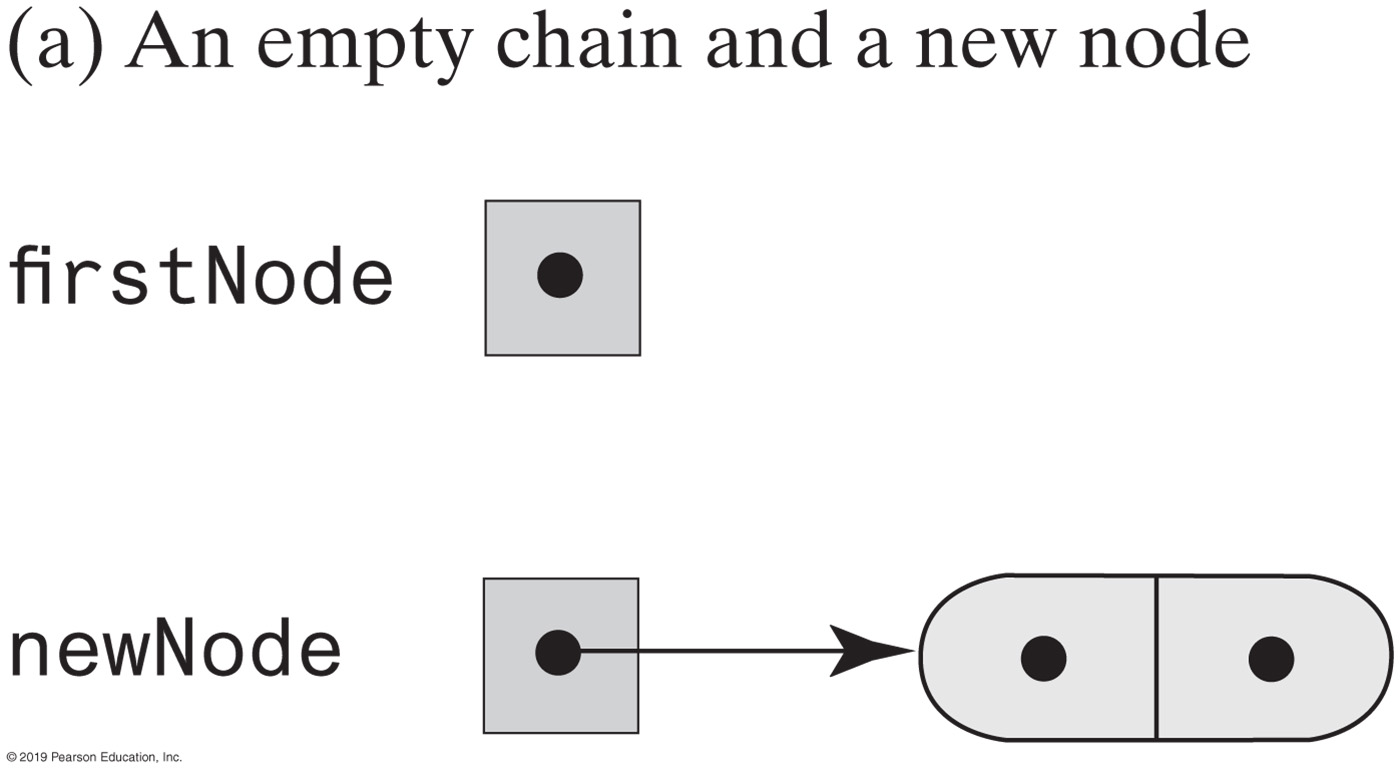 (a) An empty chain and a new node
firstNode
newNode
© 2019 Pearson Education, Inc.